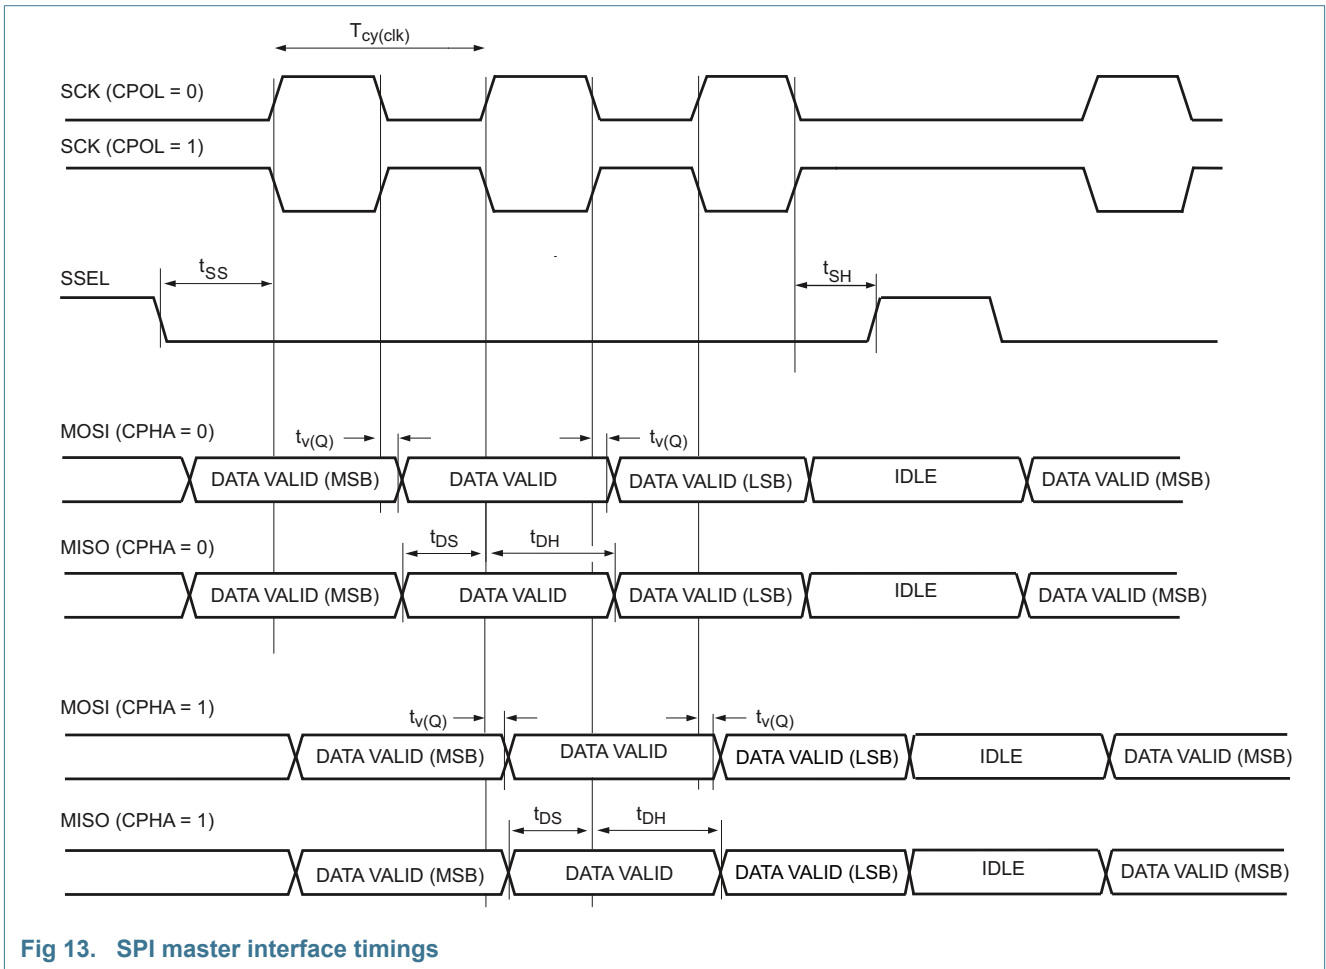 Tcy(clk)
SCK (CPOL = 0)
SCK (CPOL = 1)
SSEL
tSS
tSH
MOSI (CPHA = 0)
tv(Q)
tv(Q)
DATA VALID (MSB) DATA VALID DATA VALID (LSB) IDLE DATA VALID (MSB)
MISO (CPHA = 0)
tDS
tDH
DATA VALID (MSB) DATA VALID DATA VALID (LSB) IDLE DATA VALID (MSB)
MOSI (CPHA = 1)
tv(Q)
tv(Q)
DATA VALID (MSB) DATA VALID DATA VALID (LSB) IDLE DATA VALID (MSB)
MISO (CPHA = 1)
tDS
tDH
DATA VALID (MSB) DATA VALID DATA VALID (LSB) IDLE DATA VALID (MSB)
Fig 13. SPI master interface timings